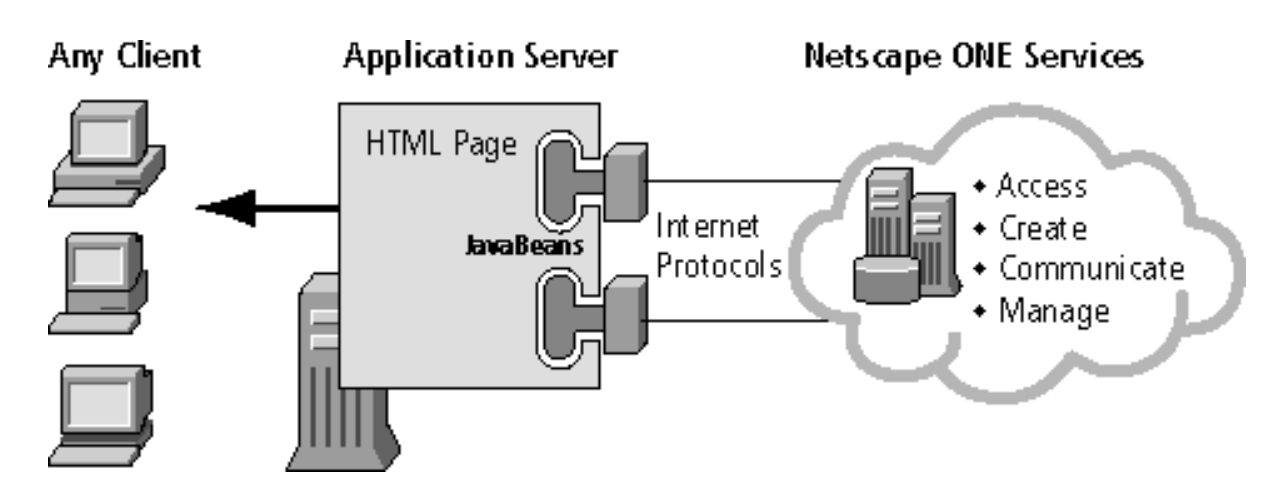 Any Client
Application Server
Netscape ONE Services
HTML Page
JavaBeans
Internet
Protocols
♦ Access
♦ Create
♦ Communicate
♦ Manage